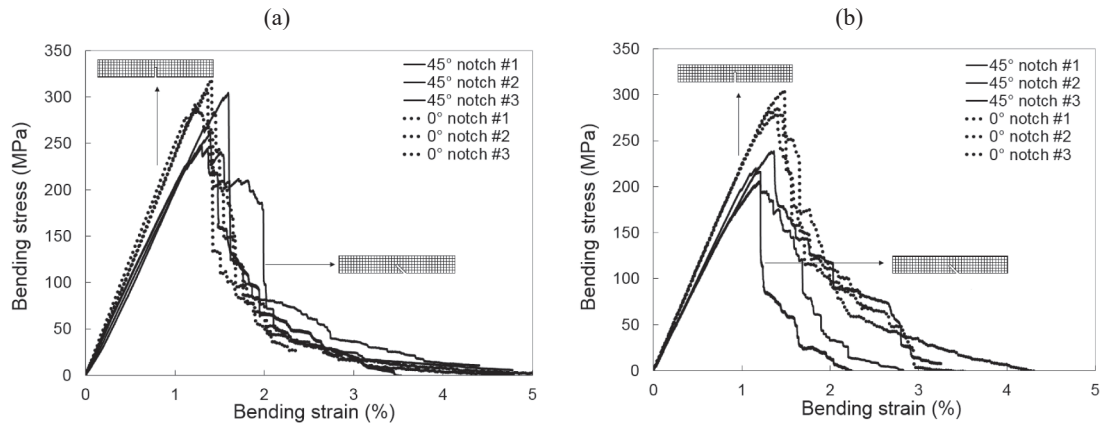 (a)
350
300
250
200
150
100
50
0
Bending stress (MPa)
45° notch #1
45° notch #2
45° notch #3
0° notch #1
0° notch #2
0° notch #3
0 1 2 3 4 5
Bending strain (%)
(b)
350
300
250
200
150
100
50
0
Bending stress (MPa)
45° notch #1
45° notch #2
45° notch #3
0° notch #1
0° notch #2
0° notch #3
0 1 2 3 4 5
Bending strain (%)